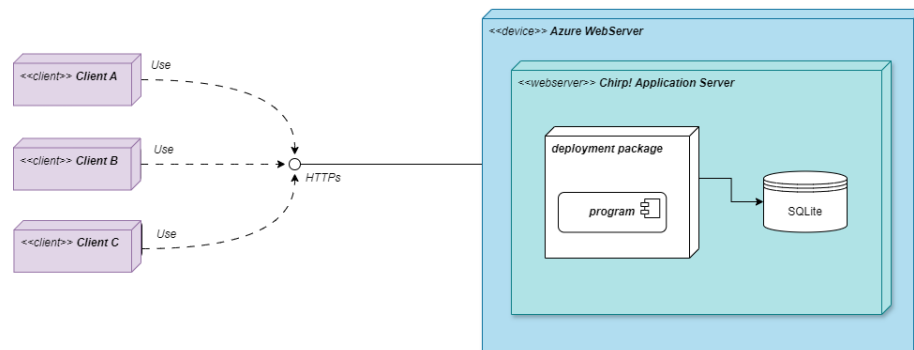 <<device>> Azure WebServer
Use
<<client>> Client A
<<webserver>> Chirp! Application Server
Use
deployment package
<<client>> Client B
HTTPs
program
SQLite
Use
<<client>> Client C